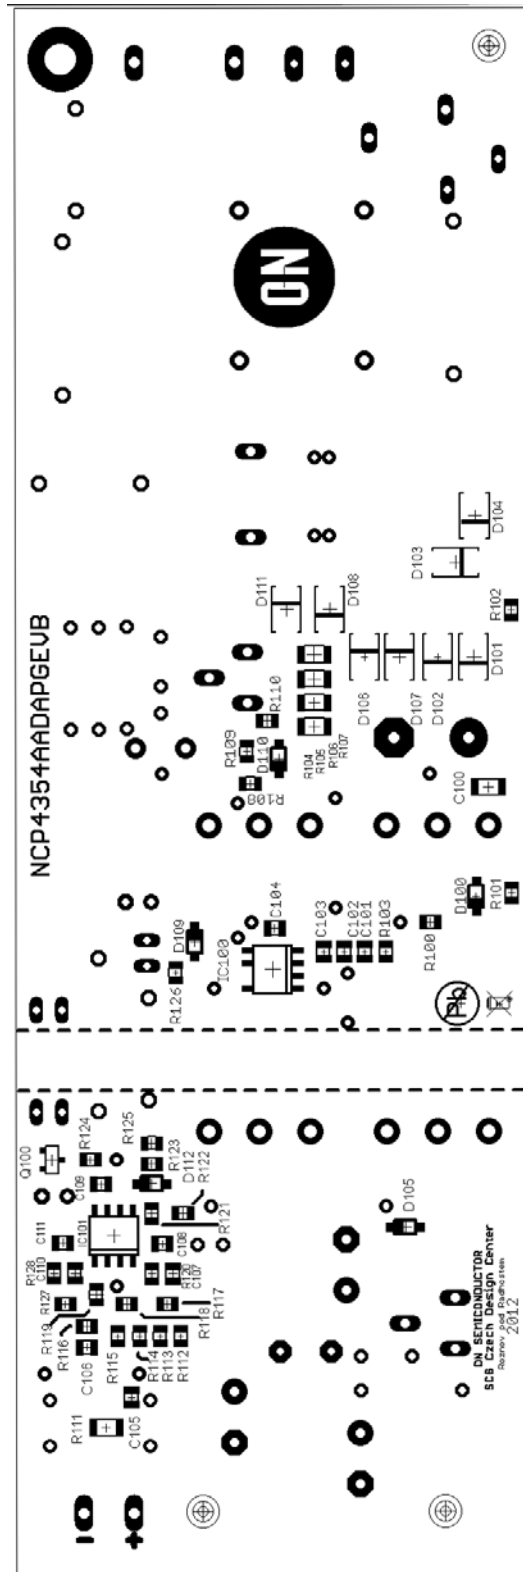 ON
D104
D103
D111
D108
R102
NCP4354AADAPGEVB
R110
D106
D107
D102
D101
R109
D110
R104
R105
R106
R107
R108
C100
C104
D109
IC100
C103
C102
C101
R103
R100
D100
R101
R126
Pb
Q100
R124
R125
R123
D112
R122
C109
R121
D105
C111
IC101
C108
R128
C110
R120
C107
R127
R117
R118
R119
R116
C106
R115
R114
R113
R112
R111
C105
ON SEMICONDUCTOR
SCB Czech Design Center
Roznov pod Radhostem
2012
-
+